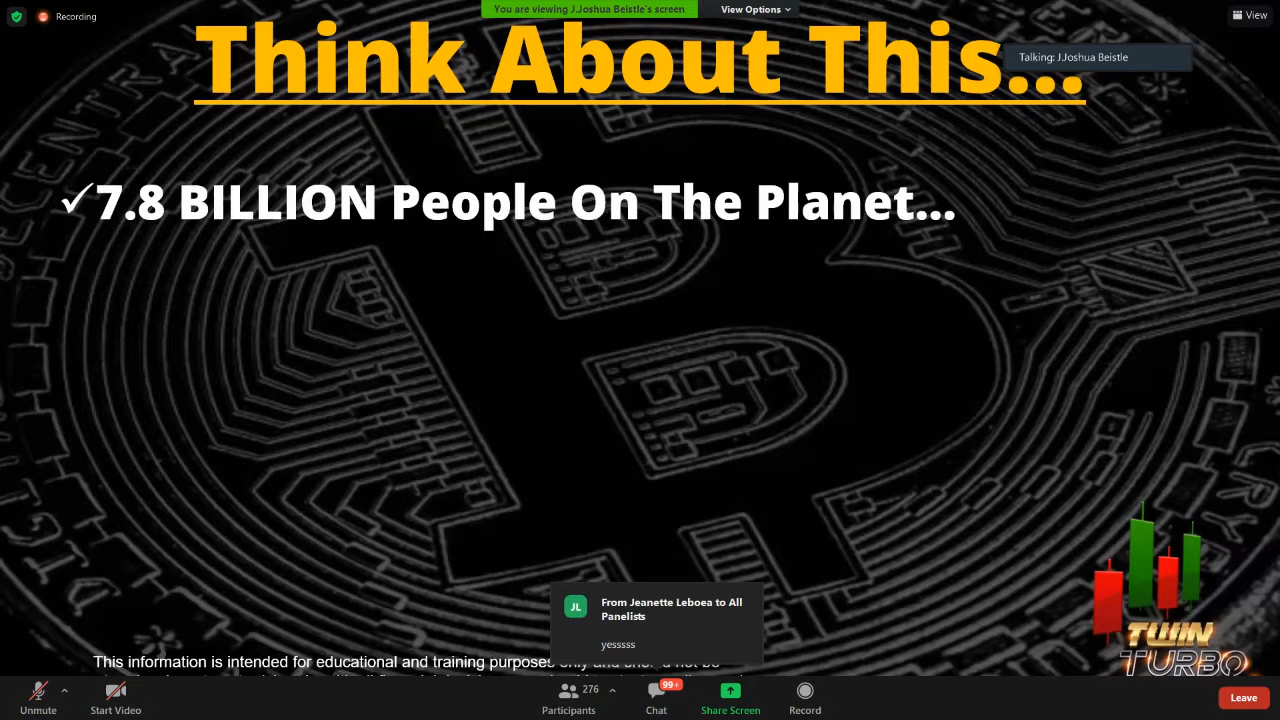 Recording
You are viewing J.Joshua Beistle's screen
View Options
View
Think About This...
Talking: J.Joshua Beistle
✓7.8 BILLION People On The Planet...
From Jeanette Leboea to All
Panelists
JL
yesssss
This information is intended for educational and training purposes only and should not be
TWIN
TURBO
Unmute
Start Video
276
Participants
99+
Chat
Share Screen
Record
Leave